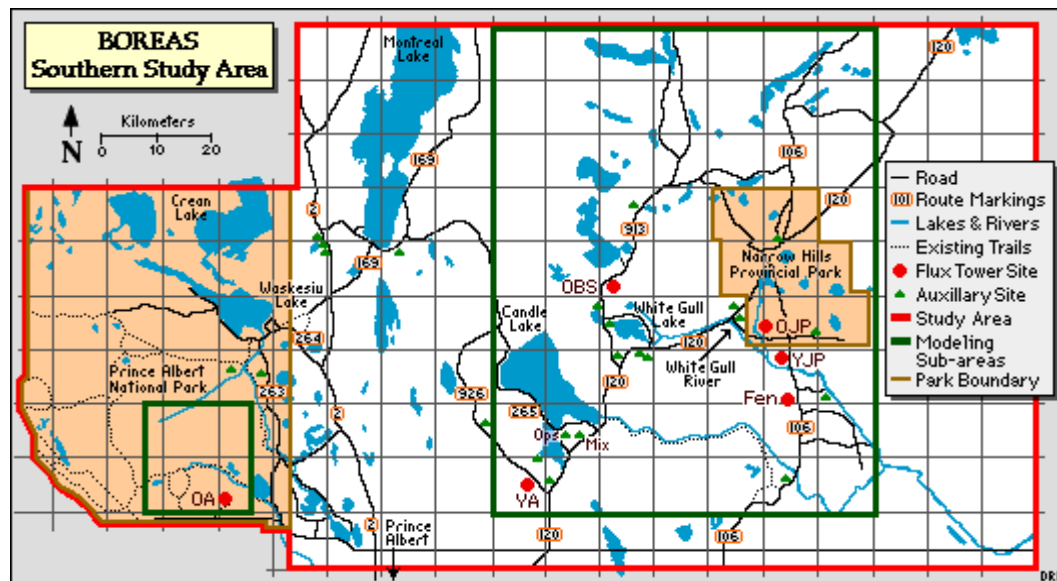 BOREAS
Southern Study Area
Kilometers
0 10 20
N
Montreal
Lake
120
169
106
Crean
Lake
2
913
120
169
Narrow Hills
Provincial Park
Waskesiu
Lake
OBS
264
Candle
Lake
White Gull
Lake
120
OJP
White Gull
River
YJP
Prince Albert
National Park
263
926
265
120
Fen
2
106
Ops
Mix
OA
YA
2
Prince
Albert
120
106
Road
101 Route Markings
Lakes & Rivers
Existing Trails
Flux Tower Site
Auxillary Site
Study Area
Modeling
Sub-areas
Park Boundary